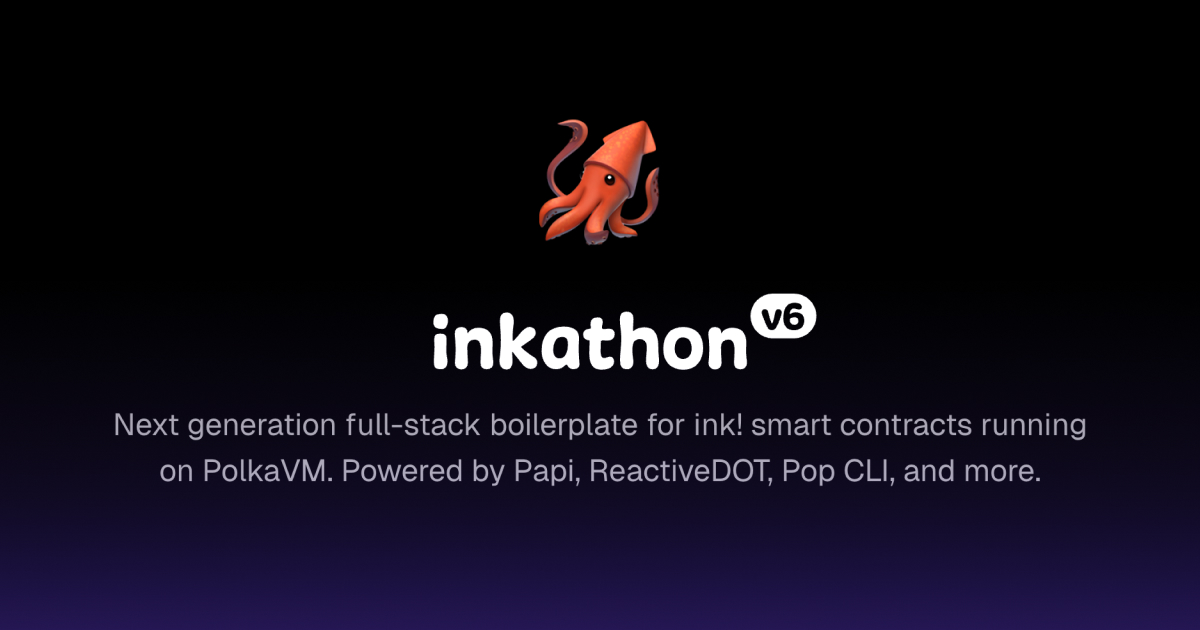 inkathon v6
Next generation full-stack boilerplate for ink! smart contracts running
on PolkaVM. Powered by Papi, ReactiveDOT, Pop CLI, and more.